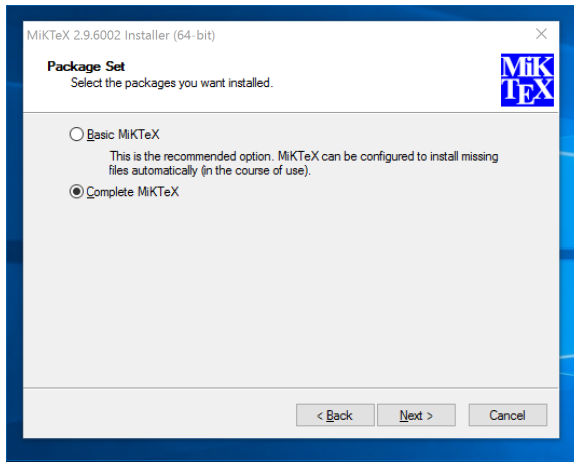 MiKTeX 2.9.6002 Installer (64-bit)
Package Set
Select the packages you want installed.
MiK
TEX
Basic MiKTeX
This is the recommended option. MiKTeX can be configured to install missing
files automatically (in the course of use).
Complete MiKTeX
< Back
Next >
Cancel